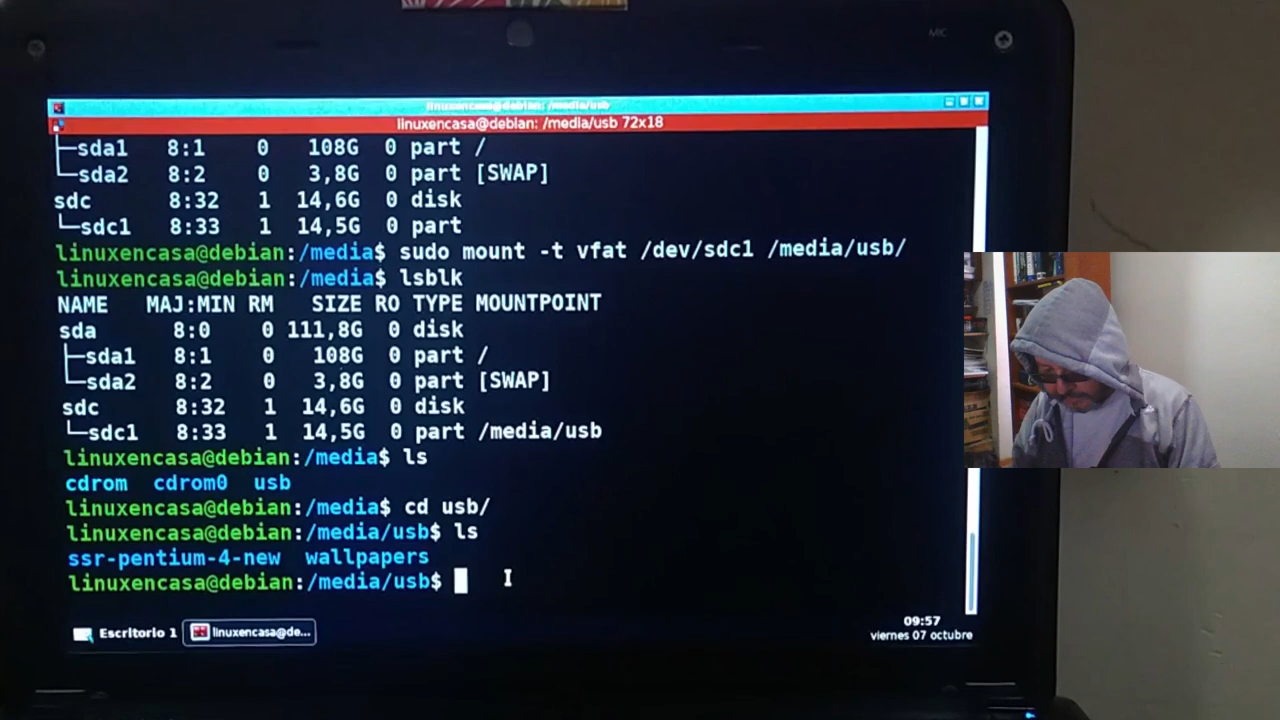 MIC
linuxencasa@debian: /media/usb
linuxencasa@debian: /media/usb 72x18
├─sda1   8:1    0   108G  0 part /
└─sda2   8:2    0   3,8G  0 part [SWAP]
sdc      8:32   1  14,6G  0 disk
└─sdc1   8:33   1  14,5G  0 part
linuxencasa@debian:/media$ sudo mount -t vfat /dev/sdc1 /media/usb/
linuxencasa@debian:/media$ lsblk
NAME   MAJ:MIN RM   SIZE RO TYPE MOUNTPOINT
sda      8:0    0 111,8G  0 disk
├─sda1   8:1    0   108G  0 part /
└─sda2   8:2    0   3,8G  0 part [SWAP]
sdc      8:32   1  14,6G  0 disk
└─sdc1   8:33   1  14,5G  0 part /media/usb
linuxencasa@debian:/media$ ls
cdrom  cdrom0  usb
linuxencasa@debian:/media$ cd usb/
linuxencasa@debian:/media/usb$ ls
ssr-pentium-4-new  wallpapers
linuxencasa@debian:/media/usb$
Escritorio 1
linuxencasa@de...
09:57
viernes 07 octubre